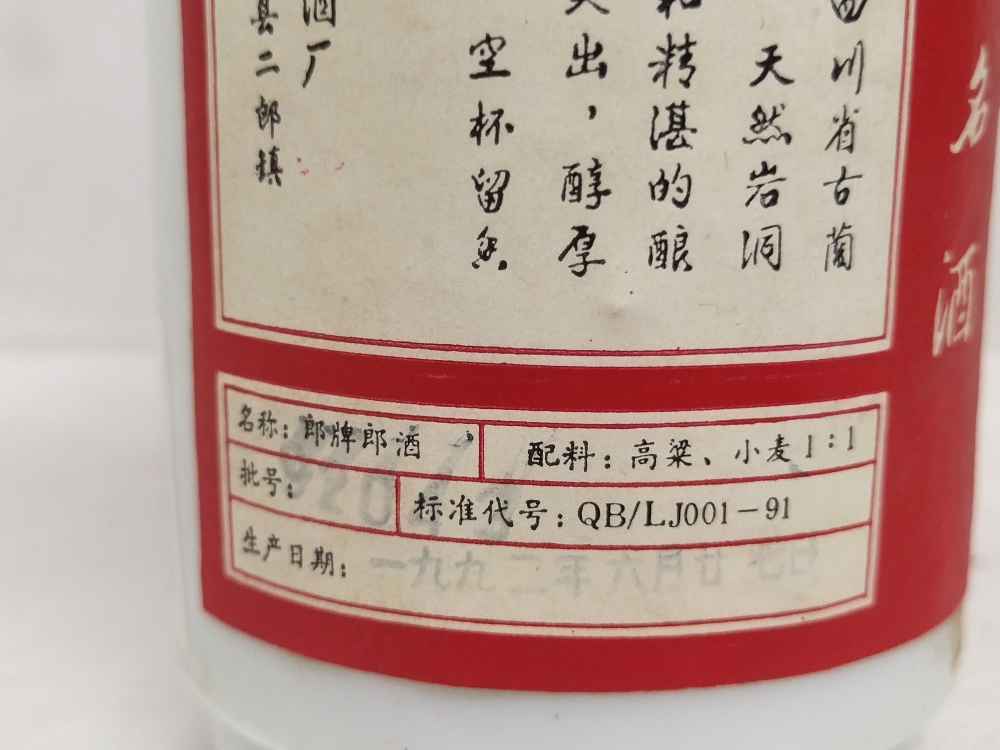 名酒
四川省古蔺
天然岩洞
和精湛的酿
出，醇厚
空杯留香
酒厂
县二郎镇
名称：郎牌郎酒
配料：高粱、小麦1：1
批号：
标准代号：QB/LJ001-91
生产日期：一九九二年六月廿七日